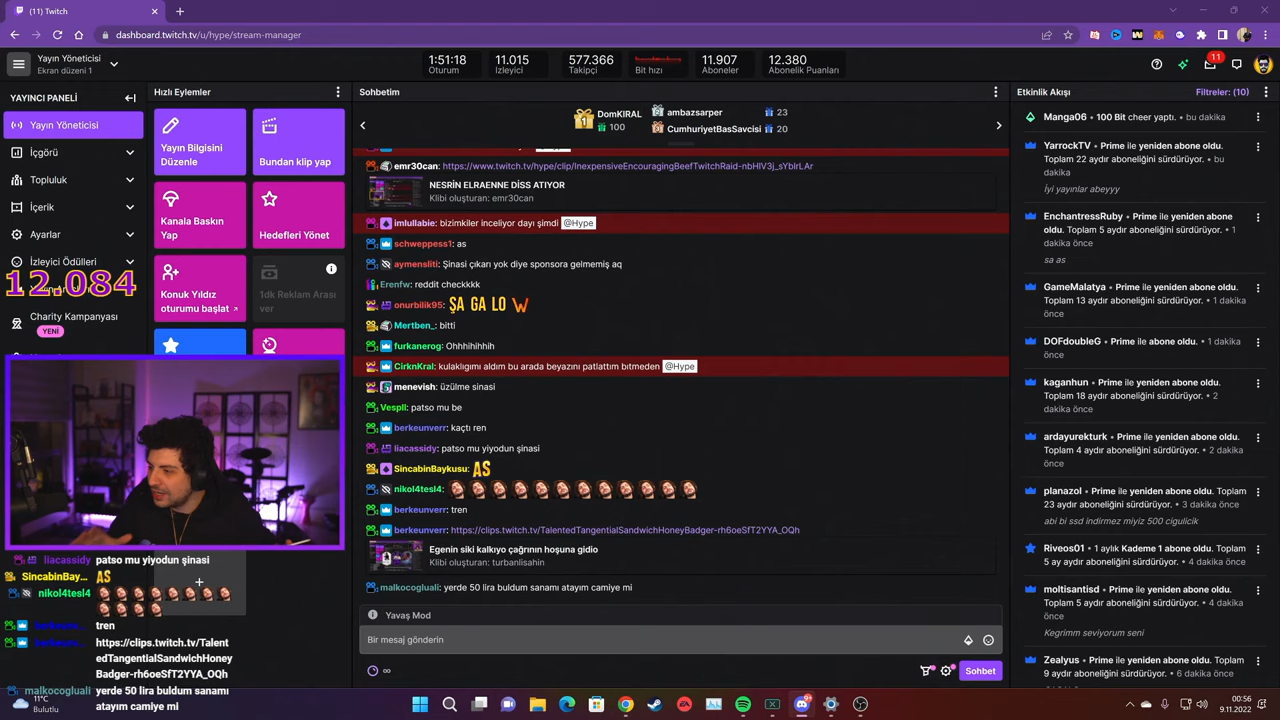 (11) Twitch
dashboard.twitch.tv/u/hype/stream-manager
Yayın Yöneticisi
Ekran düzeni 1
1:51:18
Oturum
11.015
İzleyici
577.366
Takipçi
Bit hızı
11.907
Aboneler
12.380
Abonelik Puanları
11
YAYINCI PANELİ
Yayın Yöneticisi
İçgörü
Topluluk
İçerik
Ayarlar
İzleyici Ödülleri
12.084
Charity Kampanyası
YENİ
Hızlı Eylemler
Yayın Bilgisini
Düzenle
Bundan klip yap
Kanala Baskın
Yap
Hedefleri Yönet
Konuk Yıldız
oturumu başlat
1dk Reklam Arası
ver
Sohbetim
1
DomKIRAL
100
2 ambazsarper 23
3 CumhuriyetBasSavcisi 20
emr30can: https://www.twitch.tv/hype/clip/InexpensiveEncouragingBeefTwitchRaid-nbHIV3j_sYblrLAr
NESRİN ELRAENNE DİSS ATIYOR
Klibi oluşturan: emr30can
imlullabie: bizimkiler inceliyor dayı şimdi @Hype
schweppess1: as
aymensliti: Şinasi çıkarı yok diye sponsora gelmemiş aq
Erenfw: reddit checkkkk
onurbilik95: ŞA GA LO W
Mertben_: bitti
furkanerog: Ohhhihihhih
CirknKral: kulaklıgımı aldım bu arada beyazını patlattım bıtmeden @Hype
menevish: üzülme sinasi
Vespll: patso mu be
berkeunverr: kaçtı ren
liacassidy: patso mu yiyodun şinasi
SincabinBaykusu: AS
nikol4tesl4:
berkeunverr: tren
berkeunverr: https://clips.twitch.tv/TalentedTangentialSandwichHoneyBadger-rh6oeSfT2YYA_OQh
Egenin siki kalkıyo çağrının hoşuna gidio
Klibi oluşturan: turbanlisahin
malkocogluali: yerde 50 lira buldum sanamı atayım camiye mi
Yavaş Mod
Bir mesaj gönderin
∞
Sohbet
Etkinlik Akışı
Filtreler: (10)
Manga06 • 100 Bit cheer yaptı. • bu dakika
YarrockTV • Prime ile yeniden abone
oldu. Toplam 22 aydır aboneliğini sürdürüyor. • bu
dakika
İyi yayınlar abeyyy
EnchantressRuby • Prime ile yeniden abone
oldu. Toplam 5 aydır aboneliğini sürdürüyor. • 1
dakika önce
sa as
GameMalatya • Prime ile yeniden abone oldu.
Toplam 13 aydır aboneliğini sürdürüyor. • 1 dakika
önce
DOFdoubleG • Prime ile abone oldu. • 1 dakika
önce
kaganhun • Prime ile yeniden abone oldu.
Toplam 18 aydır aboneliğini sürdürüyor. • 2
dakika önce
ardayurekturk • Prime ile yeniden abone oldu.
Toplam 4 aydır aboneliğini sürdürüyor. • 2 dakika
önce
planazol • Prime ile yeniden abone oldu. Toplam
23 aydır aboneliğini sürdürüyor. • 3 dakika önce
abi bi ssd indirmez miyiz 500 cigulicik
Riveos01 • 1 aylık Kademe 1 abone oldu. Toplam
5 ay aydır aboneliğini sürdürüyor. • 4 dakika önce
moltisantisd • Prime ile yeniden abone oldu.
Toplam 5 aydır aboneliğini sürdürüyor. • 4 dakika
önce
Kegrimm seviyorum seni
Zealyus • Prime ile yeniden abone oldu. Toplam
9 aydır aboneliğini sürdürüyor. • 6 dakika önce
liacassidy patso mu yiyodun şinasi
SincabinBay... AS
nikol4tesl4
tren
https://clips.twitch.tv/Talent
edTangentialSandwichHoney
Badger-rh6oeSfT2YYA_OQh
malkocogluali yerde 50 lira buldum sanamı
atayım camiye mi
11°C
Bulutlu
00:56
9.11.2022